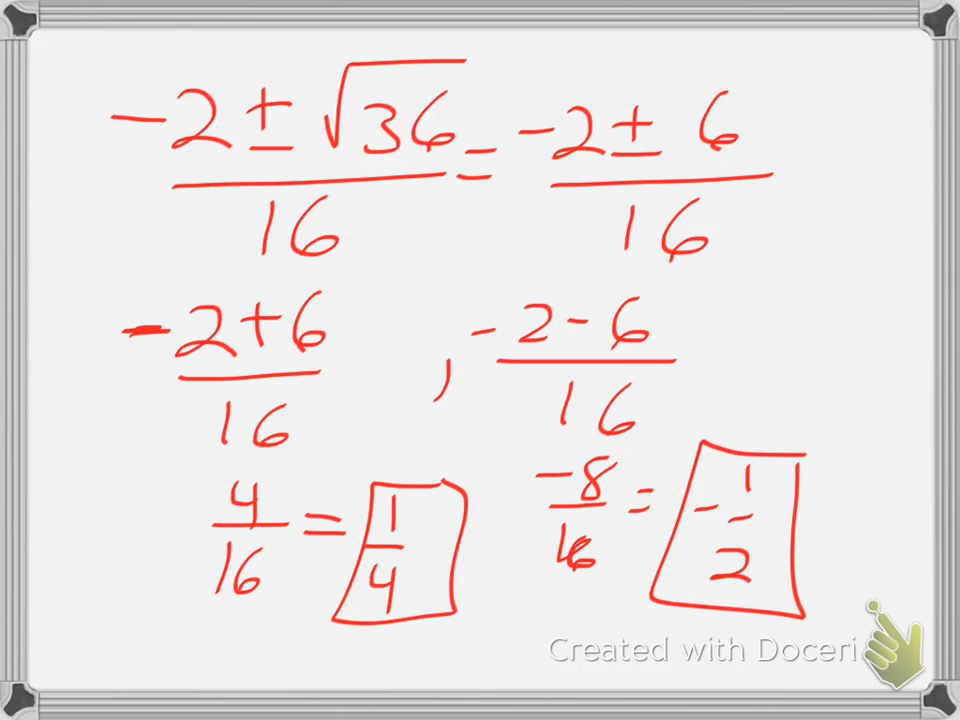 (-2 ± √36)/16 = (-2 ± 6)/16
(-2 + 6)/16 , (-2 - 6)/16
4/16 = 1/4 -8/16 = -1/2
Created with Doceri